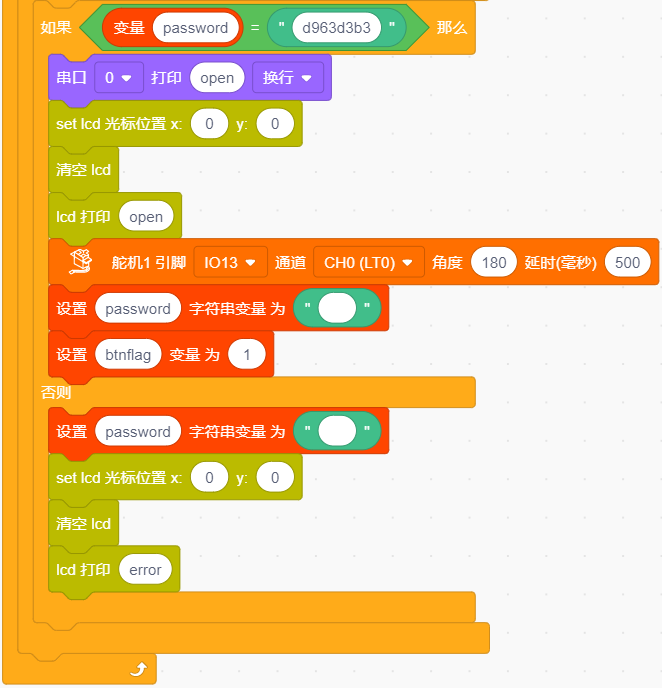 如果 变量 password = " d963d3b3 " 那么
串口 0 打印 open 换行
set lcd 光标位置 x: 0 y: 0
清空 lcd
lcd 打印 open
舵机1 引脚 IO13 通道 CH0 (LT0) 角度 180 延时(毫秒) 500
设置 password 字符串变量 为 " "
设置 btnflag 变量 为 1
否则
设置 password 字符串变量 为 " "
set lcd 光标位置 x: 0 y: 0
清空 lcd
lcd 打印 error